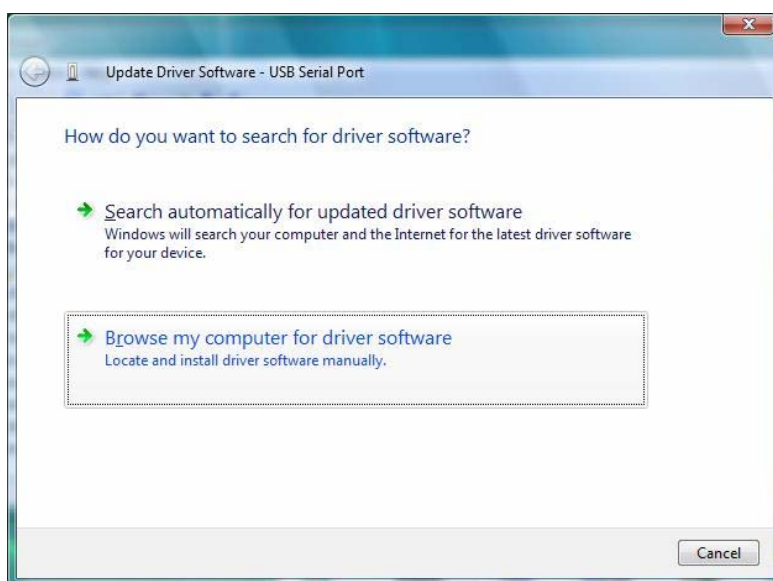 Update Driver Software - USB Serial Port
How do you want to search for driver software?
Search automatically for updated driver software
Windows will search your computer and the Internet for the latest driver software
for your device.
Browse my computer for driver software
Locate and install driver software manually.
Cancel